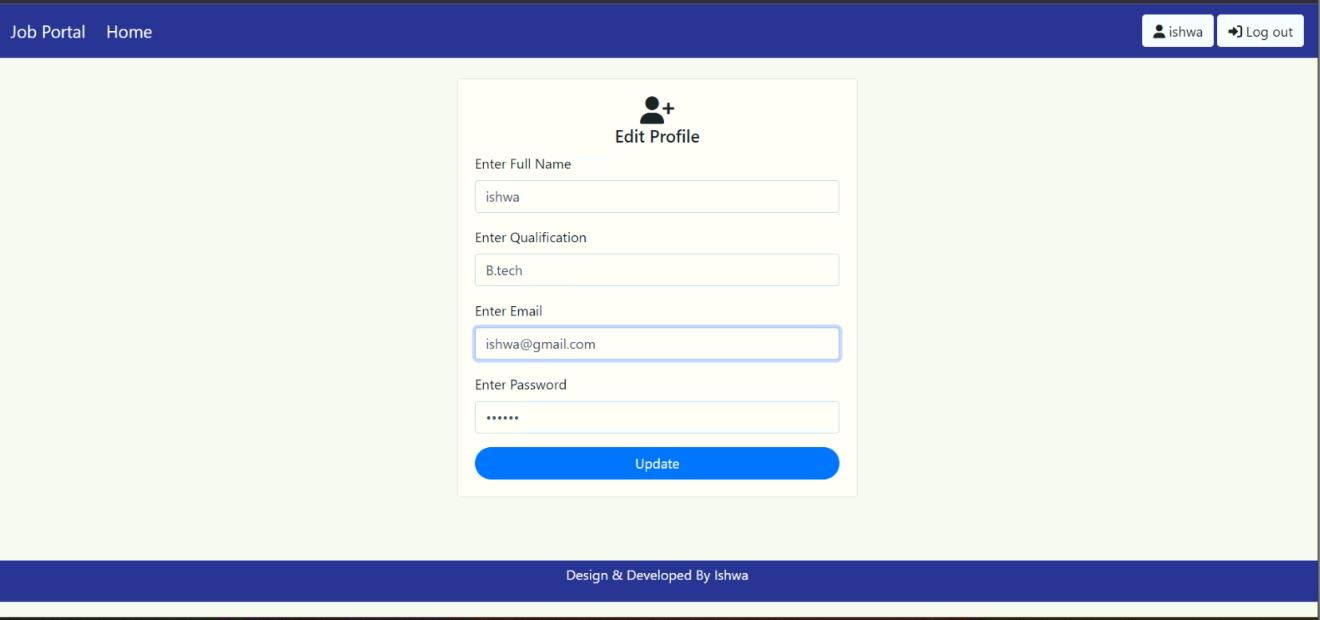 Job Portal Home ishwa Log out
Edit Profile
Enter Full Name
ishwa
Enter Qualification
B.tech
Enter Email
ishwa@gmail.com
Enter Password
••••••
Update
Design & Developed By Ishwa